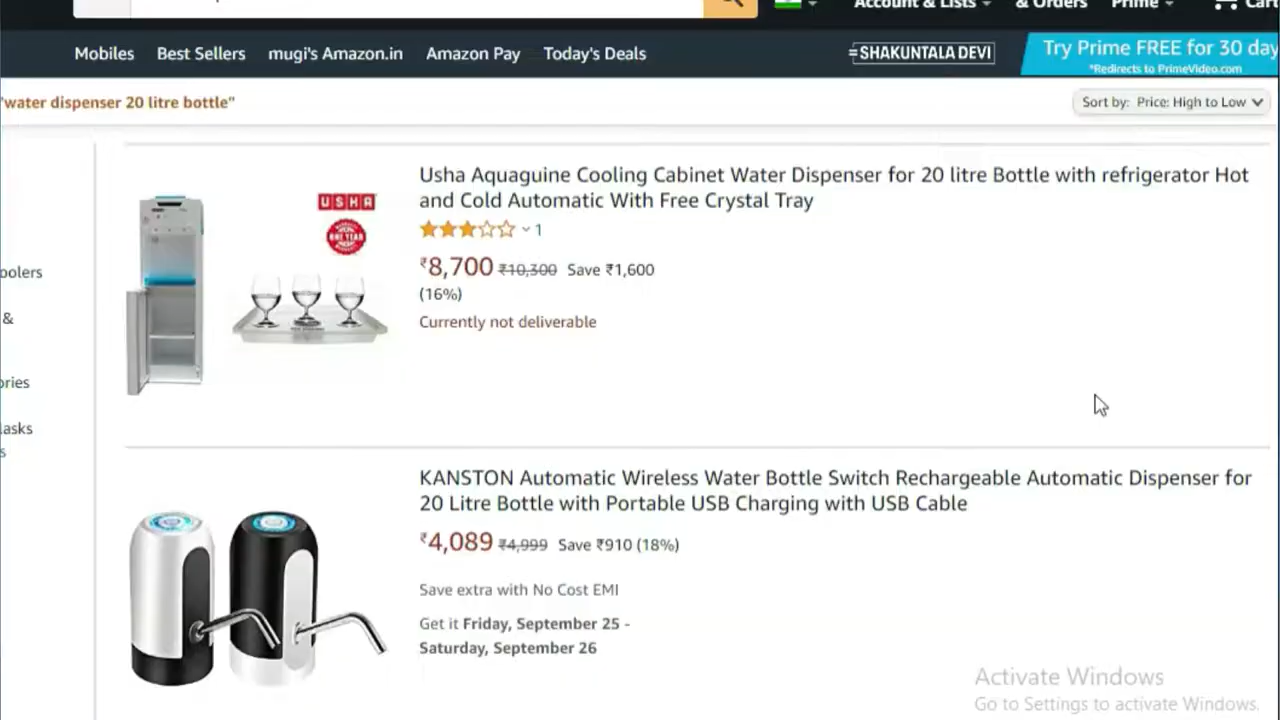 Account & Lists
& Orders
Prime
Cart
Mobiles
Best Sellers
mugi's Amazon.in
Amazon Pay
Today's Deals
SHAKUNTALA DEVI
Try Prime FREE for 30 day
*Redirects to PrimeVideo.com
"water dispenser 20 litre bottle"
Sort by: Price: High to Low
Usha Aquaguine Cooling Cabinet Water Dispenser for 20 litre Bottle with refrigerator Hot
and Cold Automatic With Free Crystal Tray
USHA
ONE YEAR
1
₹8,700 ₹10,300 Save ₹1,600
(16%)
Currently not deliverable
oolers
&
ories
lasks
s
KANSTON Automatic Wireless Water Bottle Switch Rechargeable Automatic Dispenser for
20 Litre Bottle with Portable USB Charging with USB Cable
₹4,089 ₹4,999 Save ₹910 (18%)
Save extra with No Cost EMI
Get it Friday, September 25 -
Saturday, September 26
Activate Windows
Go to Settings to activate Windows.